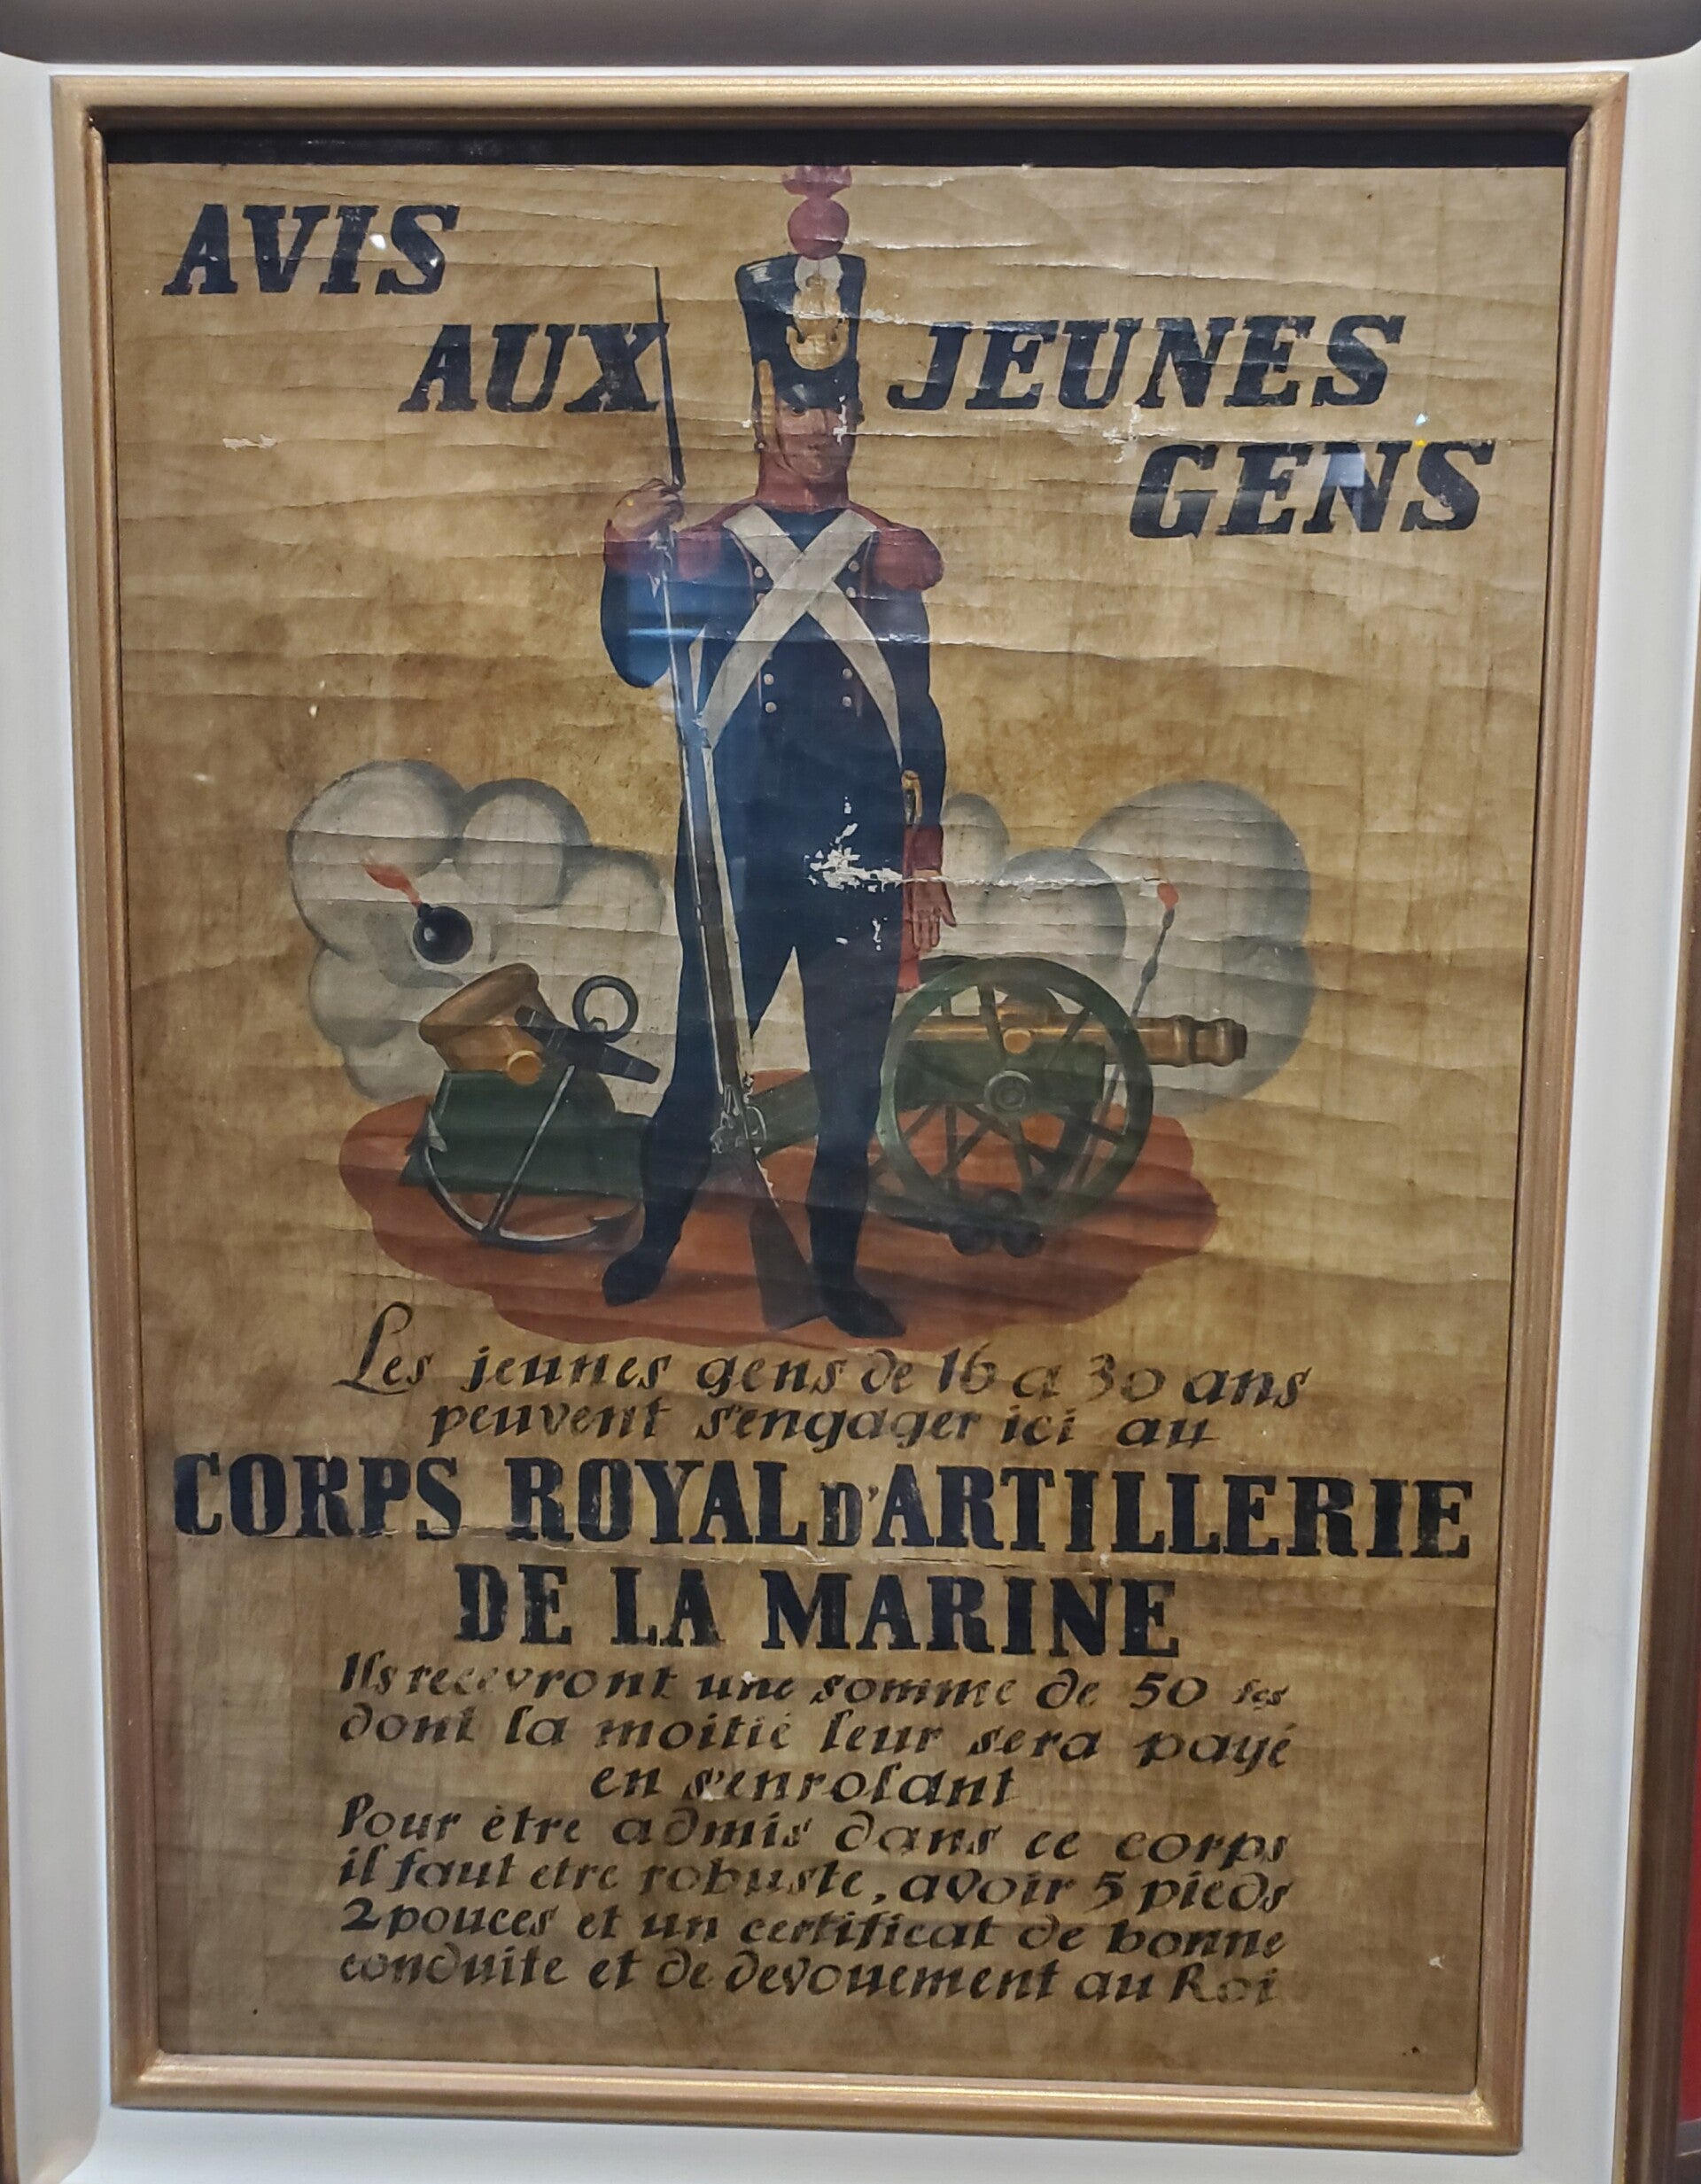 AVIS
AUX JEUNES
GENS
Les jeunes gens de 16 a 30 ans
peuvent s'engager ici au
CORPS ROYAL D'ARTILLERIE
DE LA MARINE
Ils recevront une somme de 50 fcs
dont la moitié leur sera payé
en s'enrolant
Pour être admis dans ce corps
il faut etre robuste, avoir 5 pieds
2 pouces et un certificat de bonne
conduite et de devouement au Roi